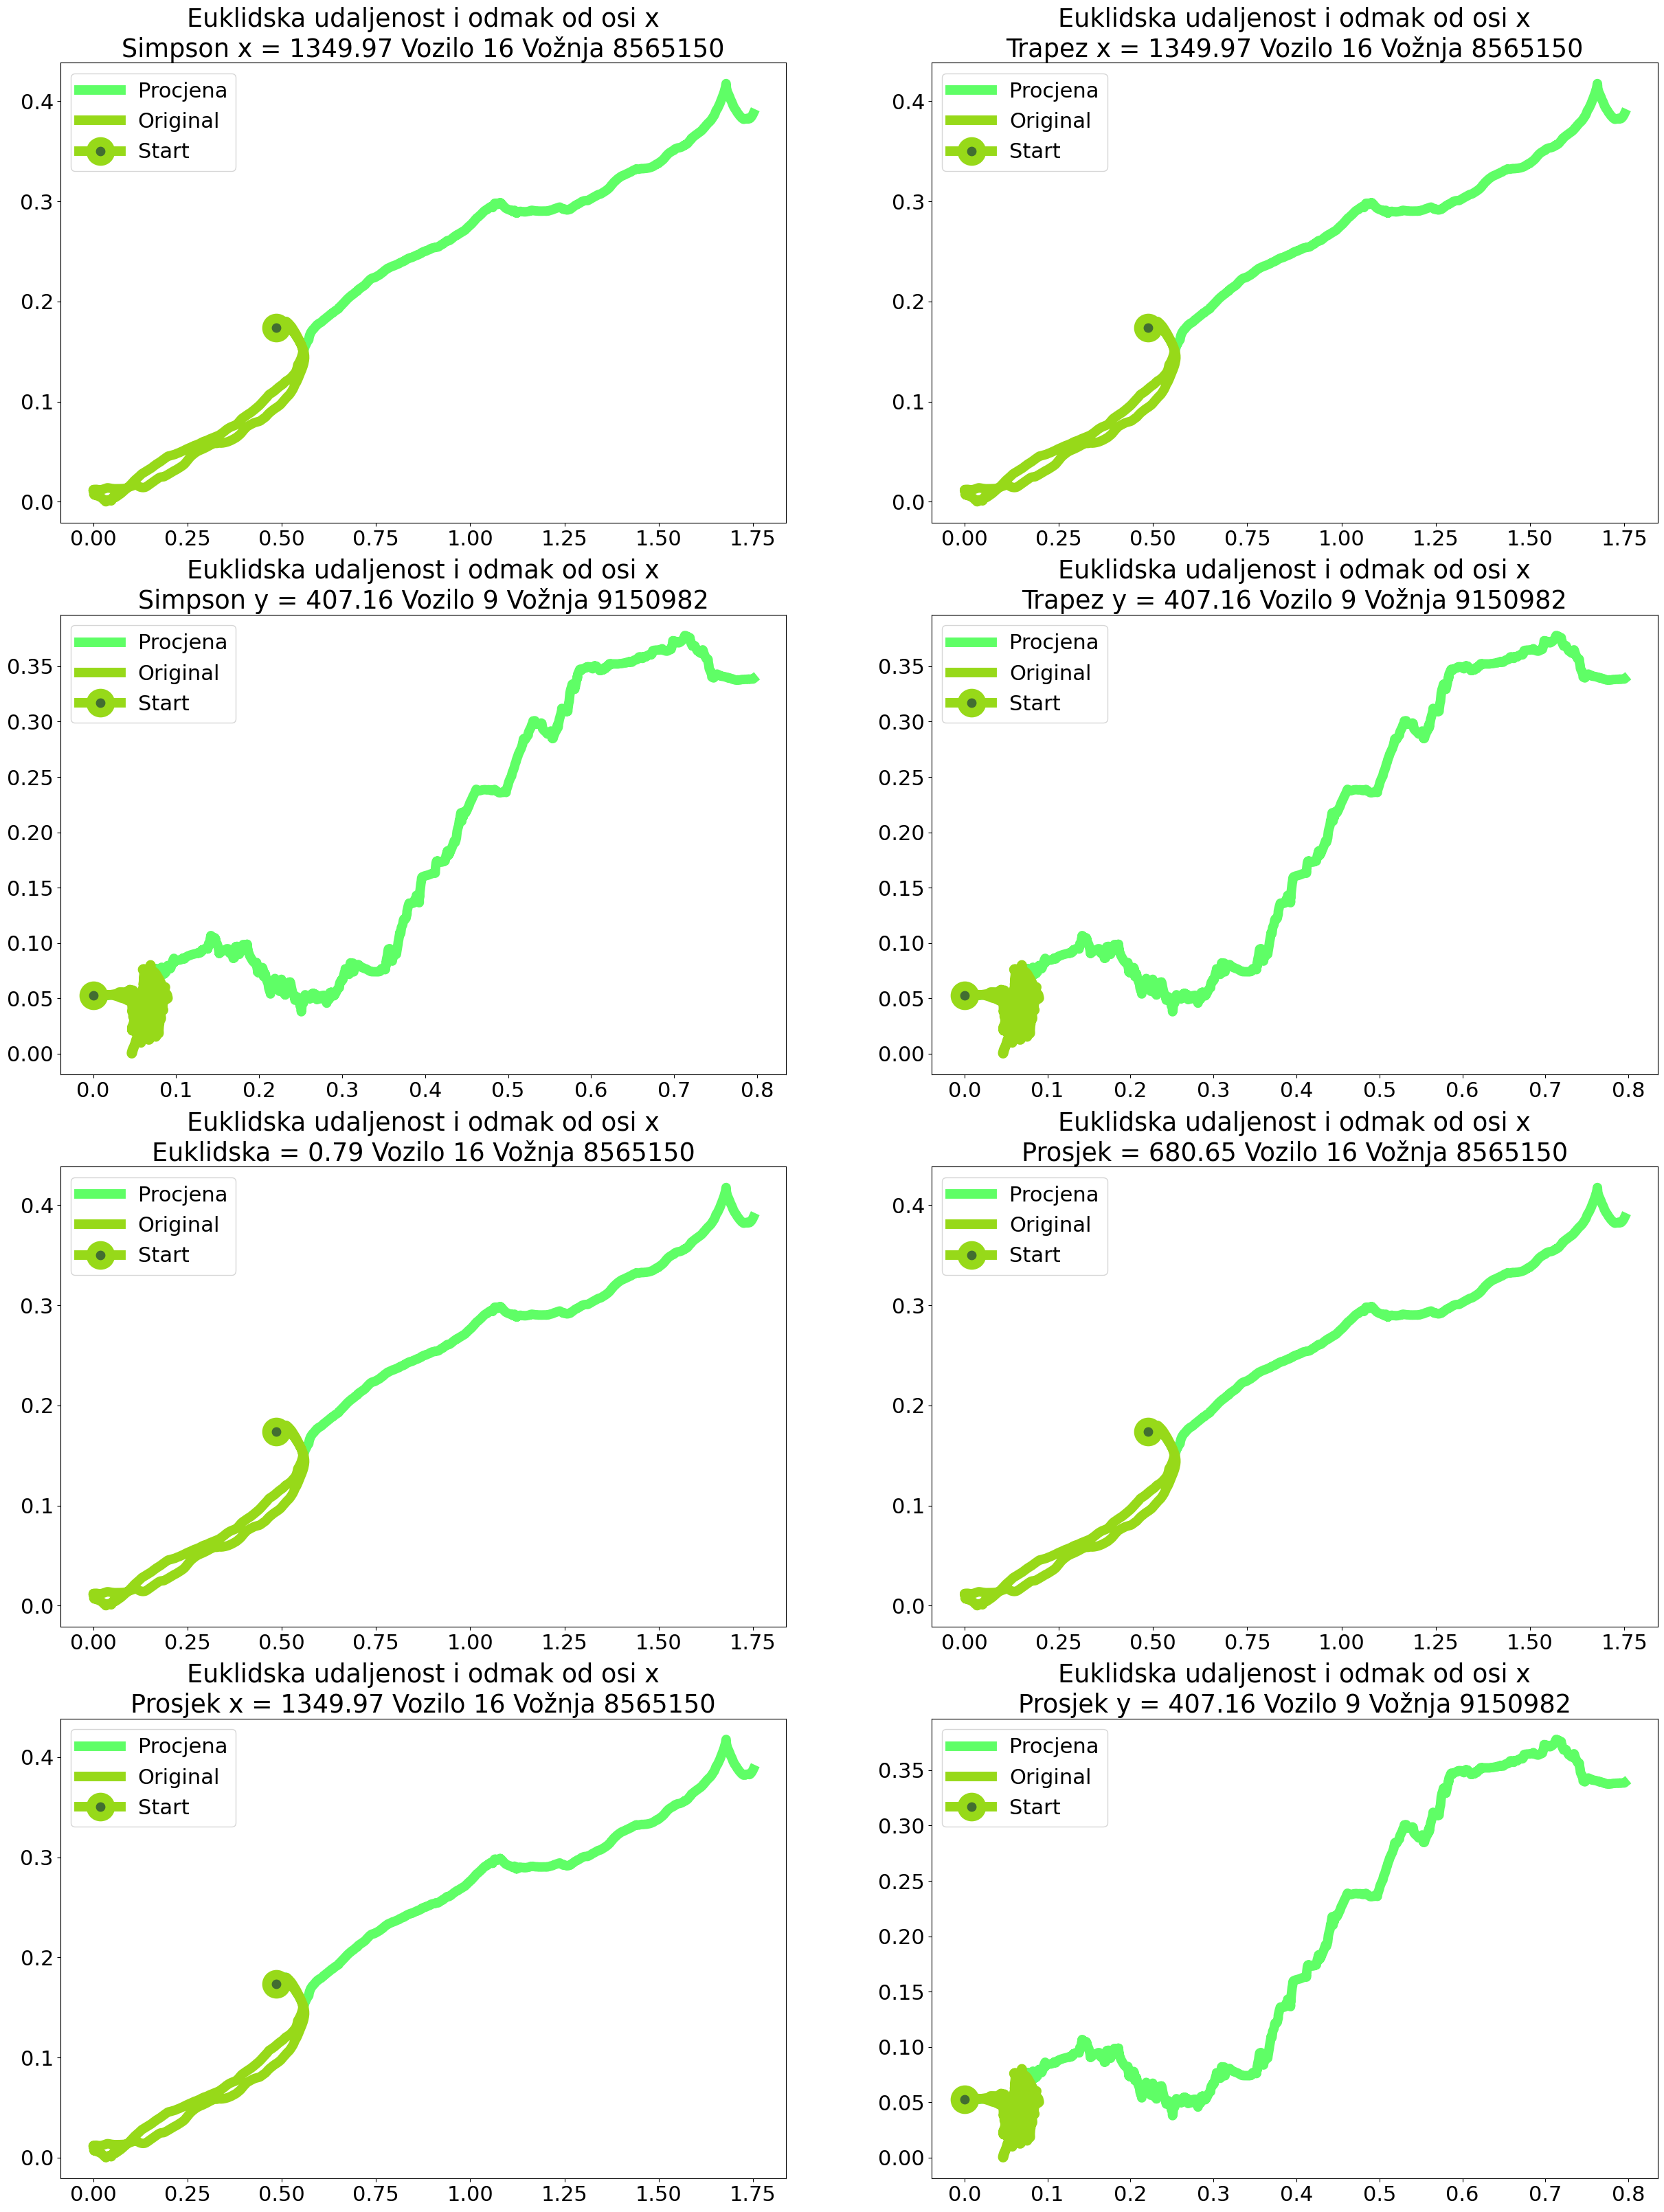 Euklidska udaljenost i odmak od osi x
Simpson x = 1349.97 Vozilo 16 Vožnja 8565150
Procjena
Original
Start
0.4
0.3
0.2
0.1
0.0
0.00 0.25 0.50 0.75 1.00 1.25 1.50 1.75
Euklidska udaljenost i odmak od osi x
Trapez x = 1349.97 Vozilo 16 Vožnja 8565150
Procjena
Original
Start
0.4
0.3
0.2
0.1
0.0
0.00 0.25 0.50 0.75 1.00 1.25 1.50 1.75
Euklidska udaljenost i odmak od osi x
Simpson y = 407.16 Vozilo 9 Vožnja 9150982
Procjena
Original
Start
0.35
0.30
0.25
0.20
0.15
0.10
0.05
0.00
0.0 0.1 0.2 0.3 0.4 0.5 0.6 0.7 0.8
Euklidska udaljenost i odmak od osi x
Trapez y = 407.16 Vozilo 9 Vožnja 9150982
Procjena
Original
Start
0.35
0.30
0.25
0.20
0.15
0.10
0.05
0.00
0.0 0.1 0.2 0.3 0.4 0.5 0.6 0.7 0.8
Euklidska udaljenost i odmak od osi x
Euklidska = 0.79 Vozilo 16 Vožnja 8565150
Procjena
Original
Start
0.4
0.3
0.2
0.1
0.0
0.00 0.25 0.50 0.75 1.00 1.25 1.50 1.75
Euklidska udaljenost i odmak od osi x
Prosjek = 680.65 Vozilo 16 Vožnja 8565150
Procjena
Original
Start
0.4
0.3
0.2
0.1
0.0
0.00 0.25 0.50 0.75 1.00 1.25 1.50 1.75
Euklidska udaljenost i odmak od osi x
Prosjek x = 1349.97 Vozilo 16 Vožnja 8565150
Procjena
Original
Start
0.4
0.3
0.2
0.1
0.0
0.00 0.25 0.50 0.75 1.00 1.25 1.50 1.75
Euklidska udaljenost i odmak od osi x
Prosjek y = 407.16 Vozilo 9 Vožnja 9150982
Procjena
Original
Start
0.35
0.30
0.25
0.20
0.15
0.10
0.05
0.00
0.0 0.1 0.2 0.3 0.4 0.5 0.6 0.7 0.8